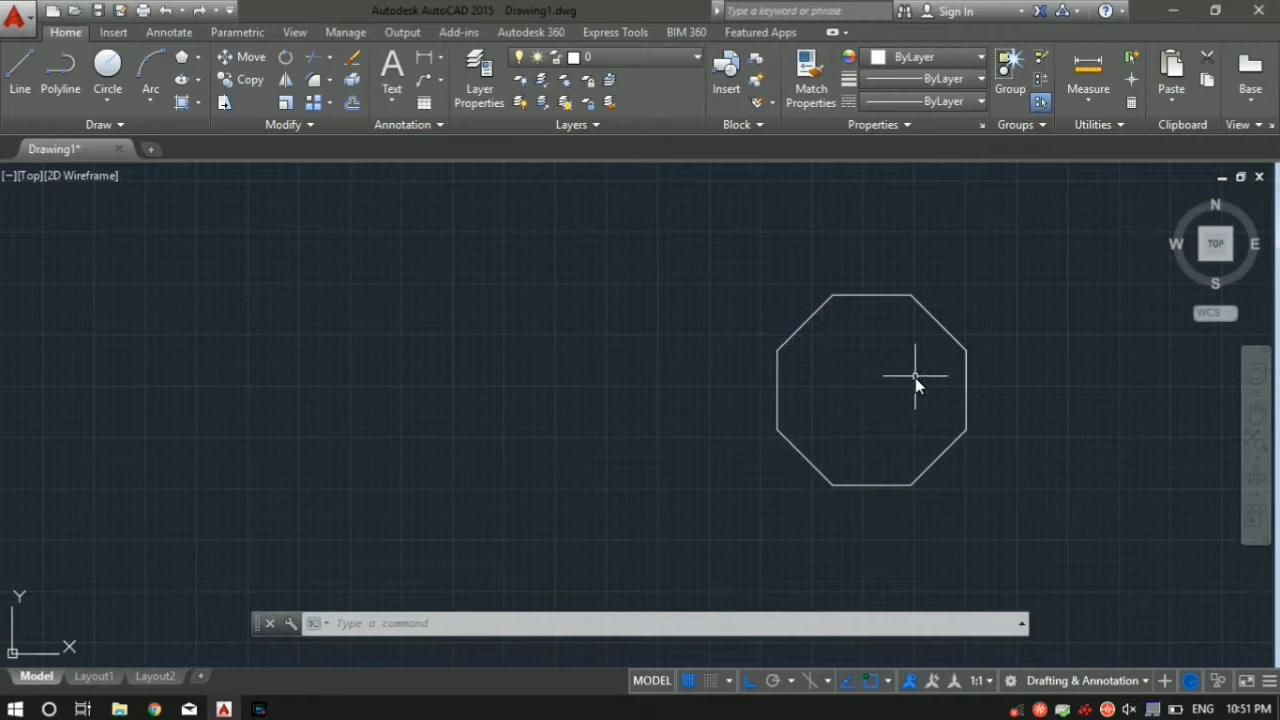 Autodesk AutoCAD 2015 Drawing1.dwg
Type a keyword or phrase
Sign In
Home Insert Annotate Parametric View Manage Output Add-ins Autodesk 360 Express Tools BIM 360 Featured Apps
Line Polyline Circle Arc
Move
Copy
Text
Layer Properties
0
Insert
Match Properties
ByLayer
ByLayer
ByLayer
Group
Measure
Paste
Base
Draw Modify Annotation Layers Block Properties Groups Utilities Clipboard View
Drawing1*
[−][Top][2D Wireframe]
N
W TOP E
S
WCS
Y
X
Type a command
Model Layout1 Layout2
MODEL 1:1 Drafting & Annotation
ENG 10:51 PM